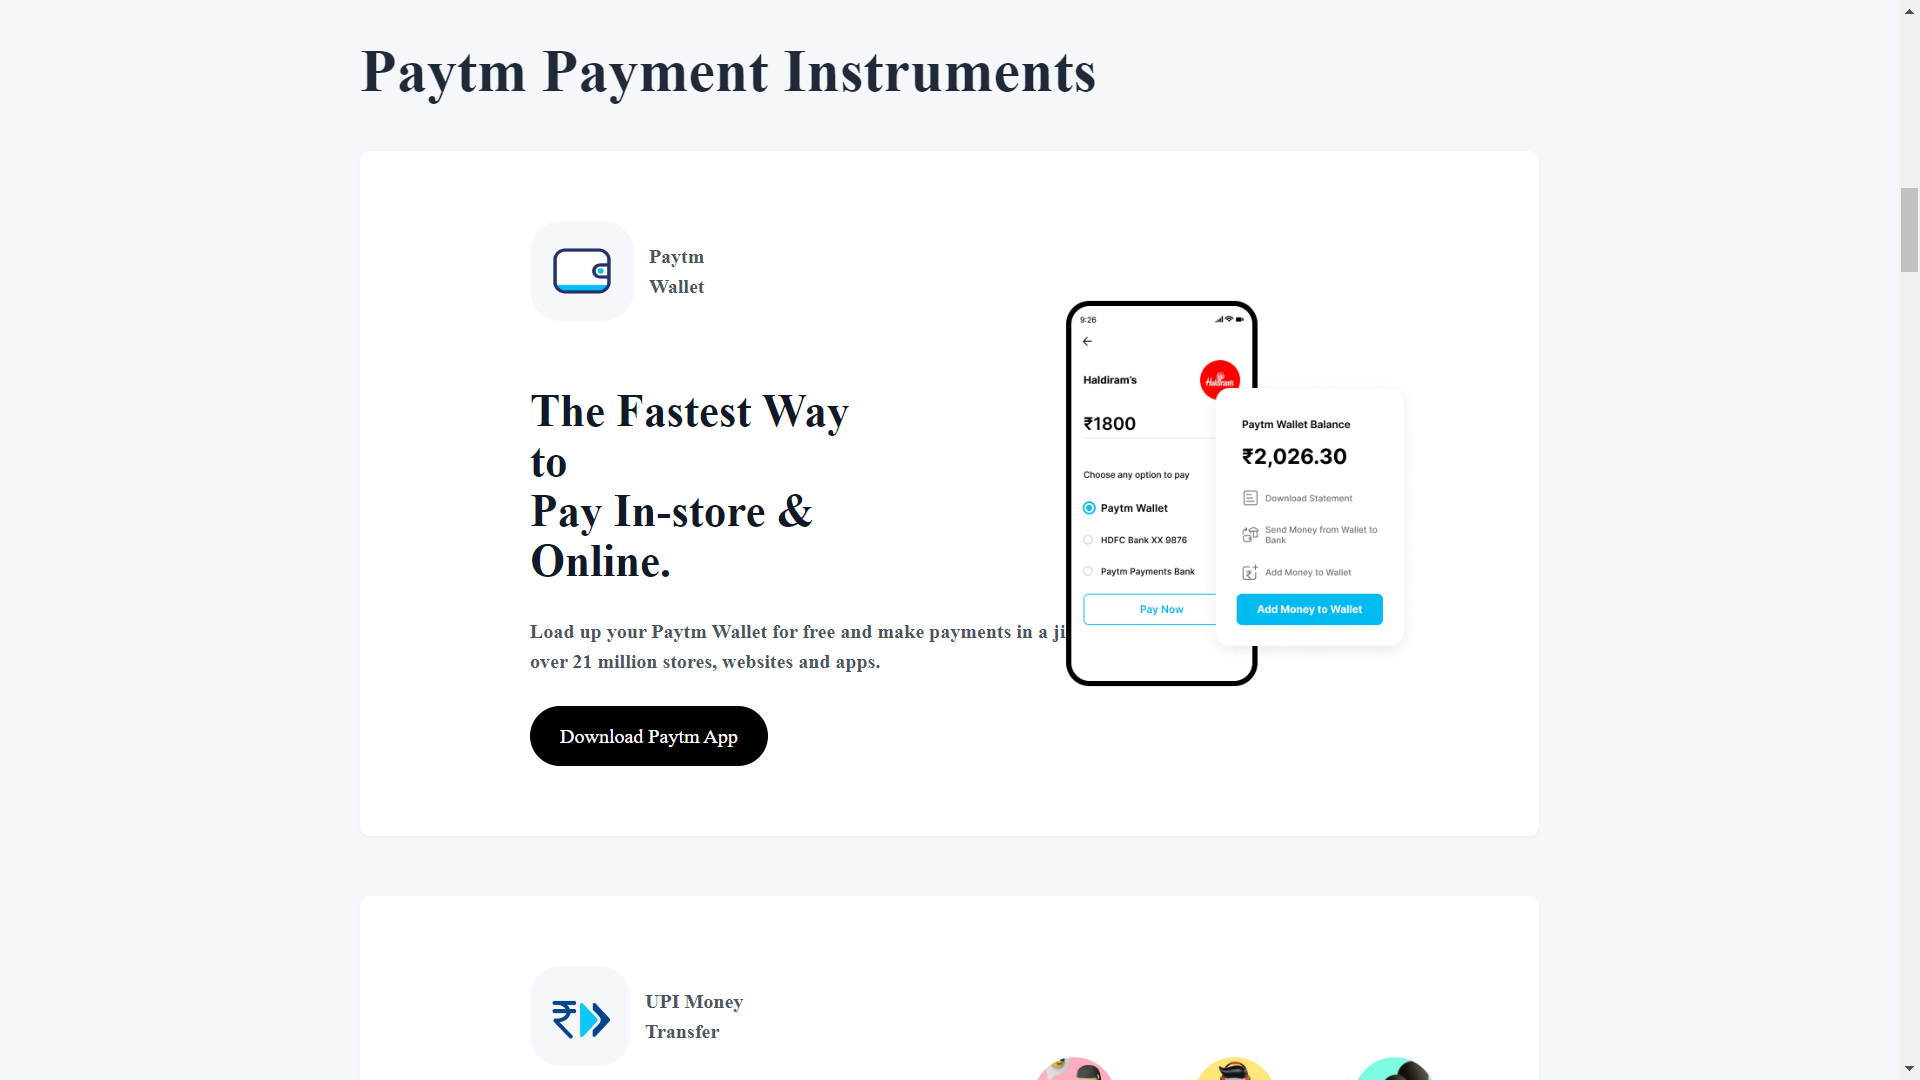 Paytm Payment Instruments
Paytm
Wallet
The Fastest Way
to
Pay In-store &
Online.
Load up your Paytm Wallet for free and make payments in a ji
over 21 million stores, websites and apps.
Download Paytm App
9:26
Haldiram's
Haldiram's
₹1800
Choose any option to pay
Paytm Wallet
HDFC Bank XX 9876
Paytm Payments Bank
Pay Now
Paytm Wallet Balance
₹2,026.30
Download Statement
Send Money from Wallet to
Bank
Add Money to Wallet
Add Money to Wallet
UPI Money
Transfer